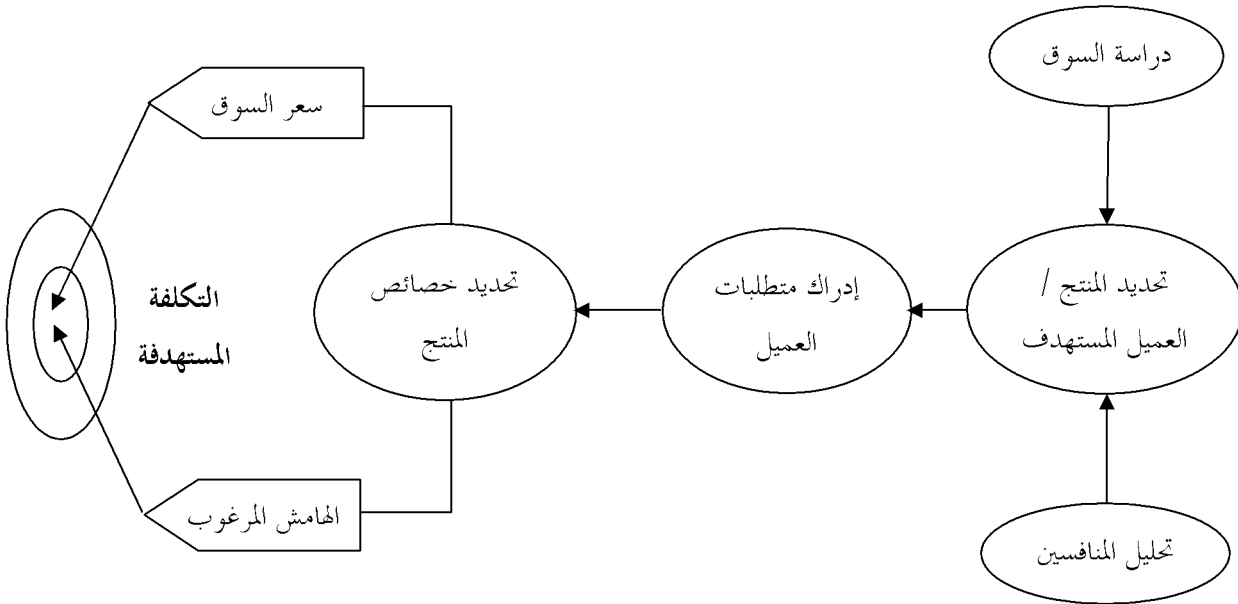 دراسة السوق
سعر السوق
تحديد المنتج /
العميل المستهدف
إدراك متطلبات
العميل
تحديد خصائص
المنتج
التكلفة
المستهدفة
الهامش المرغوب
تحليل المنافسين